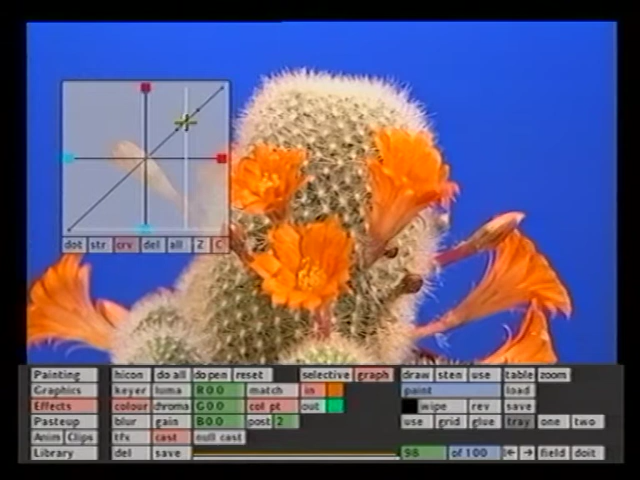 dot str crv del all Z C
Painting hicon do all do pen reset selective graph draw sten use table zoom
Graphics keyer luma R 0 0 match in paint load
Effects colour chroma G 0 0 col pt out wipe rev save
Pasteup blur gain B 0 0 post 2 use grid glue tray one two
Anim Clips tfx cast null cast
Library del save 98 of 100 field doit